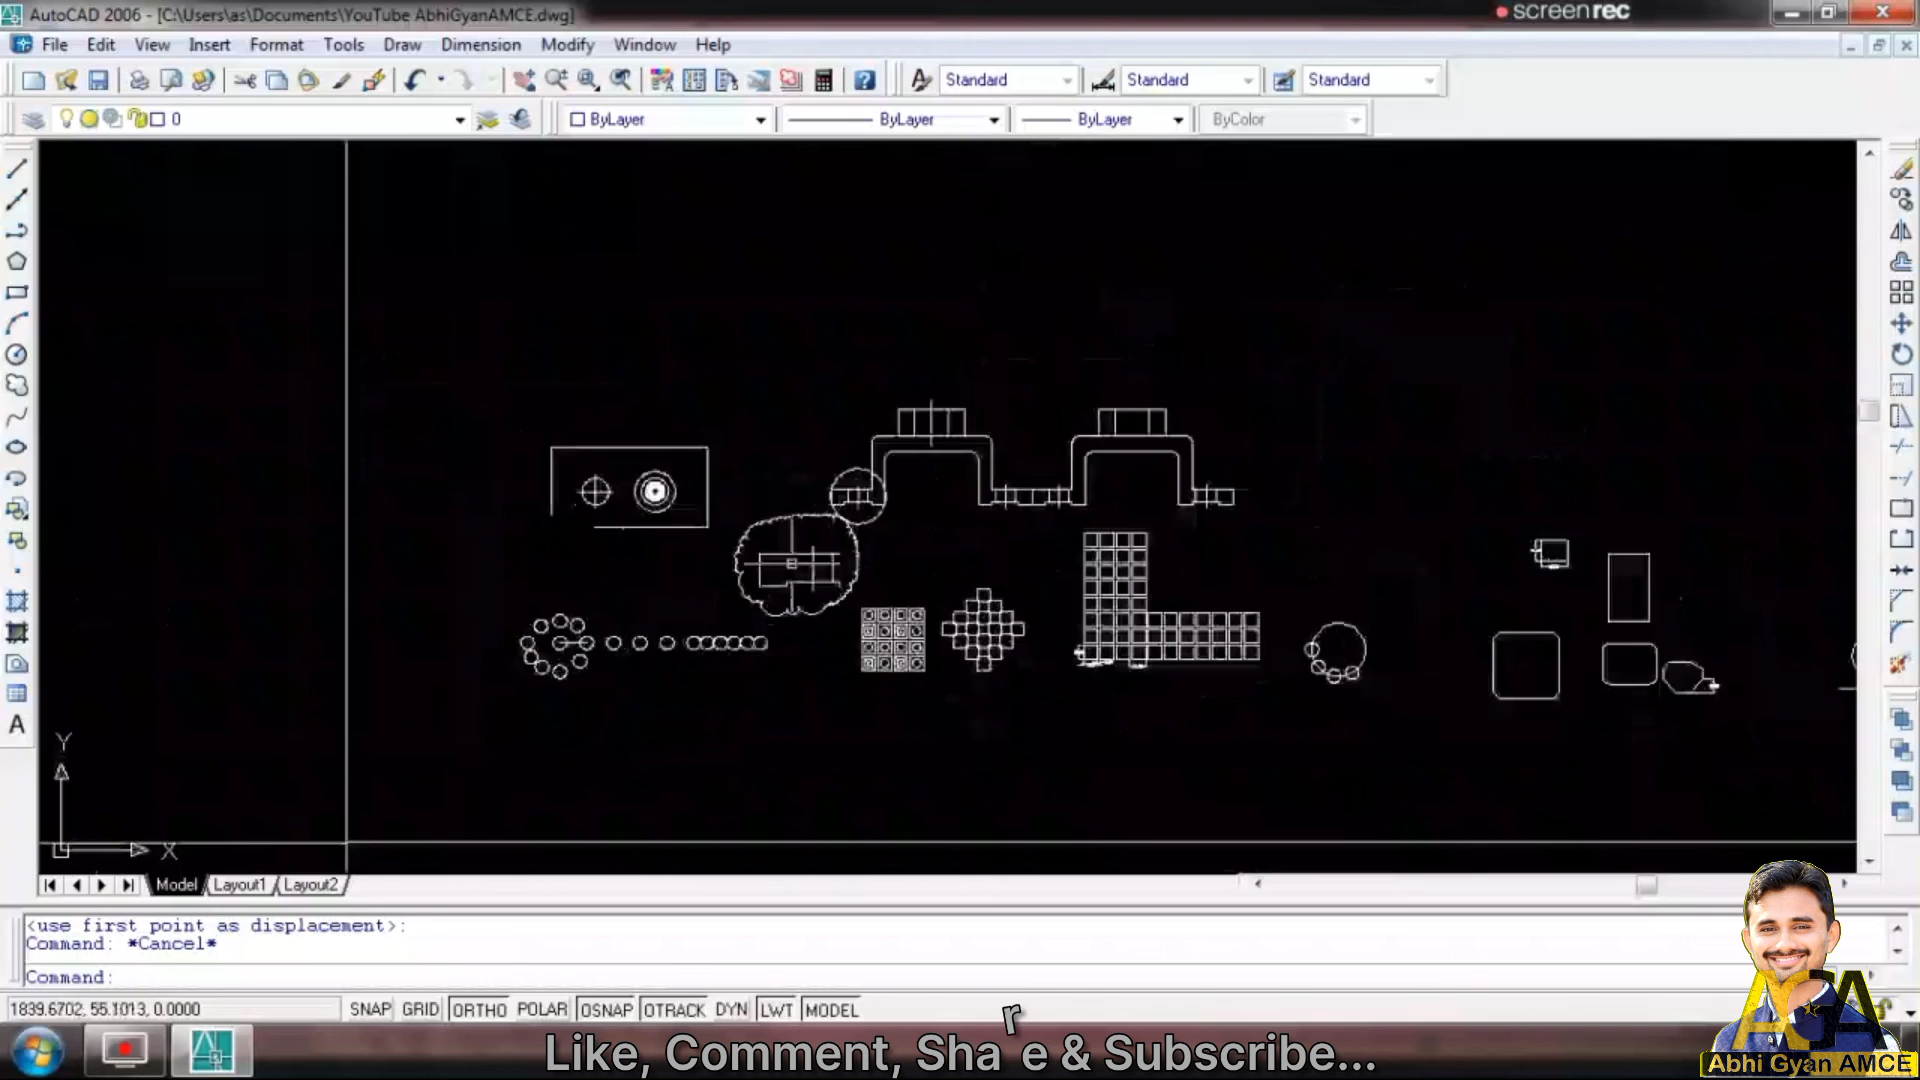 AutoCAD 2006 - [C:\Users\as\Documents\YouTube AbhiGyanAMCE.dwg]
screenrec
File Edit View Insert Format Tools Draw Dimension Modify Window Help
Standard Standard Standard
0 ByLayer ByLayer ByLayer ByColor
A
Y
X
Model Layout1 Layout2
<use first point as displacement>:
Command: *Cancel*
Command:
1839.6702, 55.1013, 0.0000 SNAP GRID ORTHO POLAR OSNAP OTRACK DYN LWT MODEL
Like, Comment, Sha r e & Subscribe...
AGA
Abhi Gyan AMCE